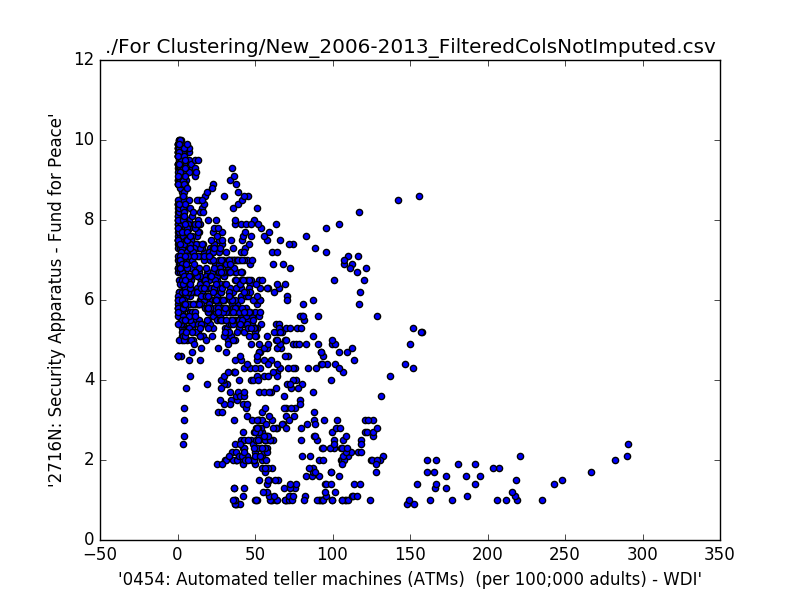 ./For Clustering/New_2006-2013_FilteredColsNotImputed.csv
12
10
8
6
4
2
0
'2716N: Security Apparatus - Fund for Peace'
−50 0 50 100 150 200 250 300 350
'0454: Automated teller machines (ATMs)  (per 100;000 adults) - WDI'